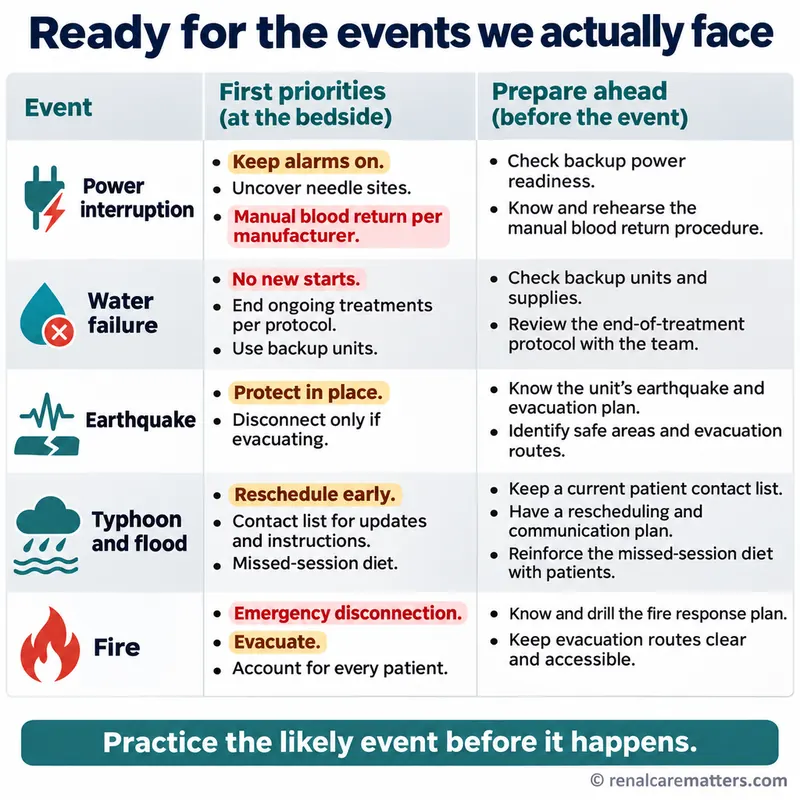 Ready for the events we actually face
Event
First priorities
(at the bedside)
Prepare ahead
(before the event)
Power
interruption
• Keep alarms on.
• Uncover needle sites.
• Manual blood return per
manufacturer.
• Check backup power
readiness.
• Know and rehearse the
manual blood return procedure.
Water
failure
• No new starts.
• End ongoing treatments
per protocol.
• Use backup units.
• Check backup units and
supplies.
• Review the end-of-treatment
protocol with the team.
Earthquake
• Protect in place.
• Disconnect only if
evacuating.
• Know the unit's earthquake and
evacuation plan.
• Identify safe areas and evacuation
routes.
Typhoon
and flood
• Reschedule early.
• Contact list for updates
and instructions.
• Missed-session diet.
• Keep a current patient contact list.
• Have a rescheduling and
communication plan.
• Reinforce the missed-session diet
with patients.
Fire
• Emergency disconnection.
• Evacuate.
• Account for every patient.
• Know and drill the fire response plan.
• Keep evacuation routes clear
and accessible.
Practice the likely event before it happens.
© renalcarematters.com